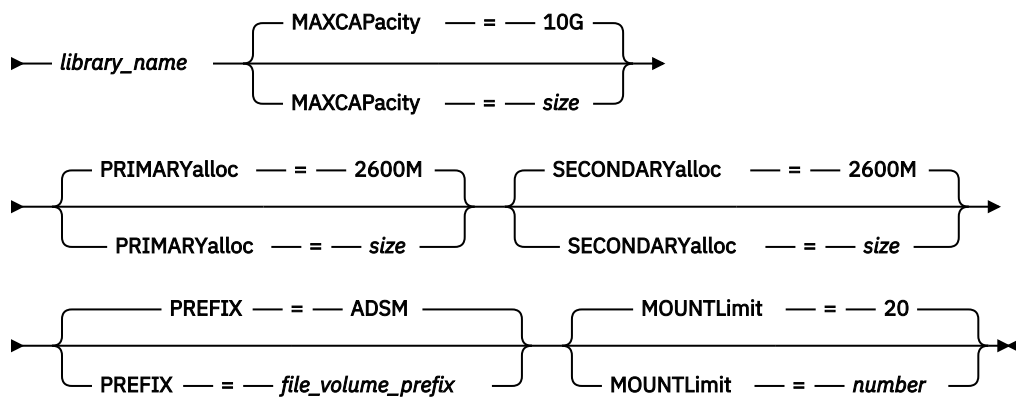 MAXCAPacity = 10G
library_name
MAXCAPacity = size
PRIMARYalloc = 2600M SECONDARYalloc = 2600M
PRIMARYalloc = size SECONDARYalloc = size
PREFIX = ADSM MOUNTLimit = 20
PREFIX = file_volume_prefix MOUNTLimit = number